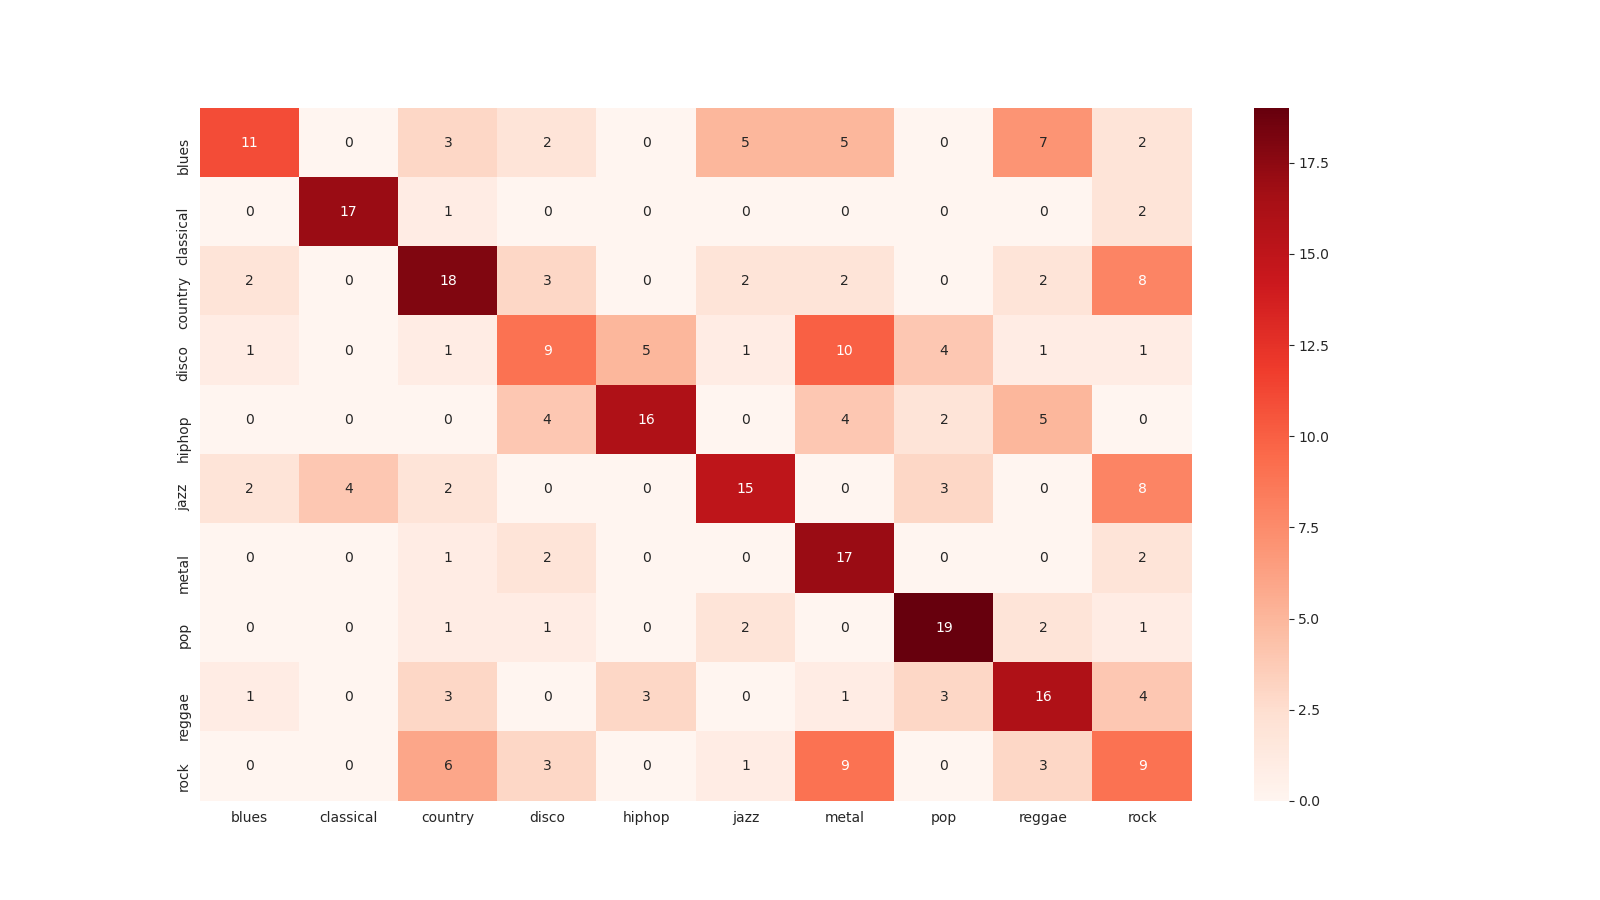 blues 11 0 3 2 0 5 5 0 7 2
classical 0 17 1 0 0 0 0 0 0 2
country 2 0 18 3 0 2 2 0 2 8
disco 1 0 1 9 5 1 10 4 1 1
hiphop 0 0 0 4 16 0 4 2 5 0
jazz 2 4 2 0 0 15 0 3 0 8
metal 0 0 1 2 0 0 17 0 0 2
pop 0 0 1 1 0 2 0 19 2 1
reggae 1 0 3 0 3 0 1 3 16 4
rock 0 0 6 3 0 1 9 0 3 9
blues classical country disco hiphop jazz metal pop reggae rock
17.5
15.0
12.5
10.0
7.5
5.0
2.5
0.0